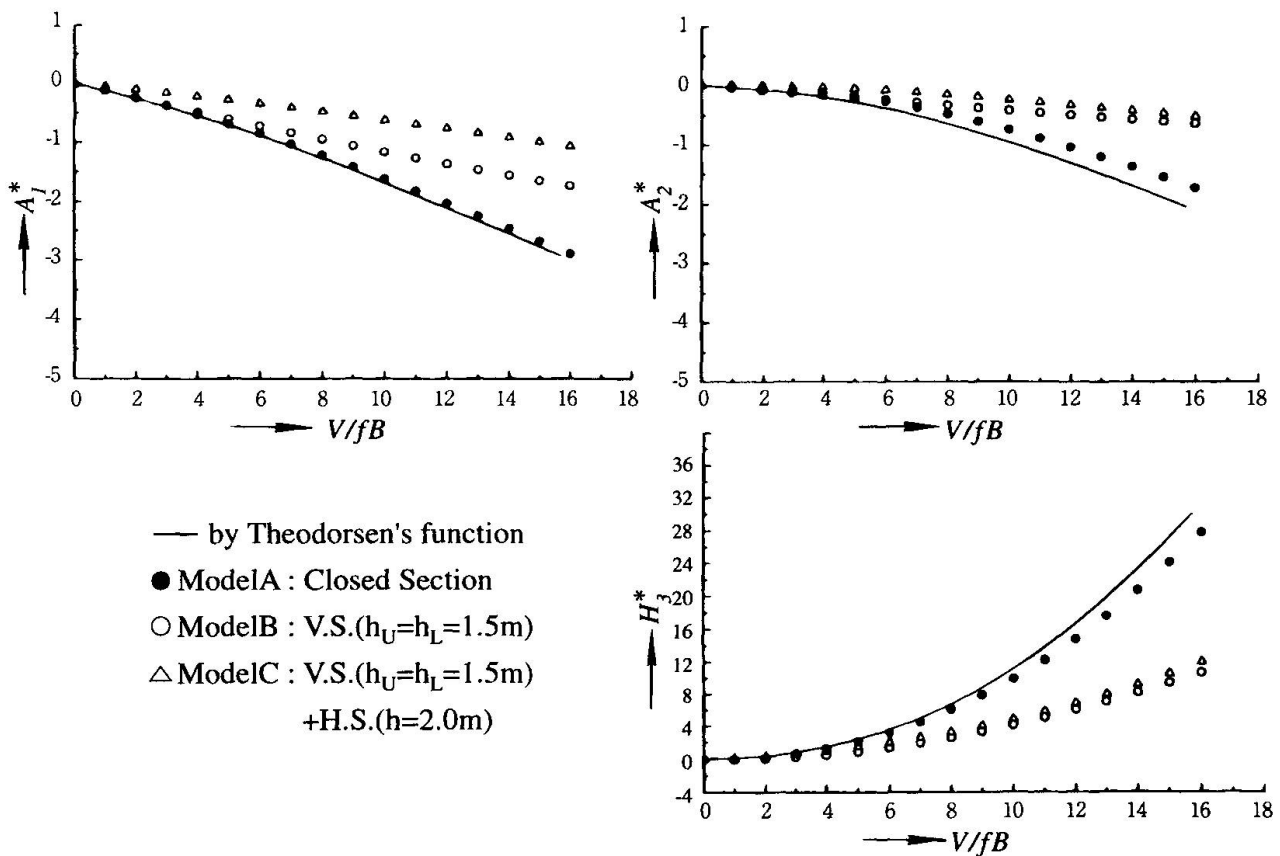 1
0
-1
-2
-3
-4
-5
A*1
0 2 4 6 8 10 12 14 16 18
V/fB
1
0
-1
-2
-3
-4
-5
A*2
0 2 4 6 8 10 12 14 16 18
V/fB
— by Theodorsen's function
● ModelA : Closed Section
○ ModelB : V.S.(hU=hL=1.5m)
△ ModelC : V.S.(hU=hL=1.5m)
+H.S.(h=2.0m)
36
32
28
24
20
16
12
8
4
0
-4
H*3
0 2 4 6 8 10 12 14 16 18
V/fB